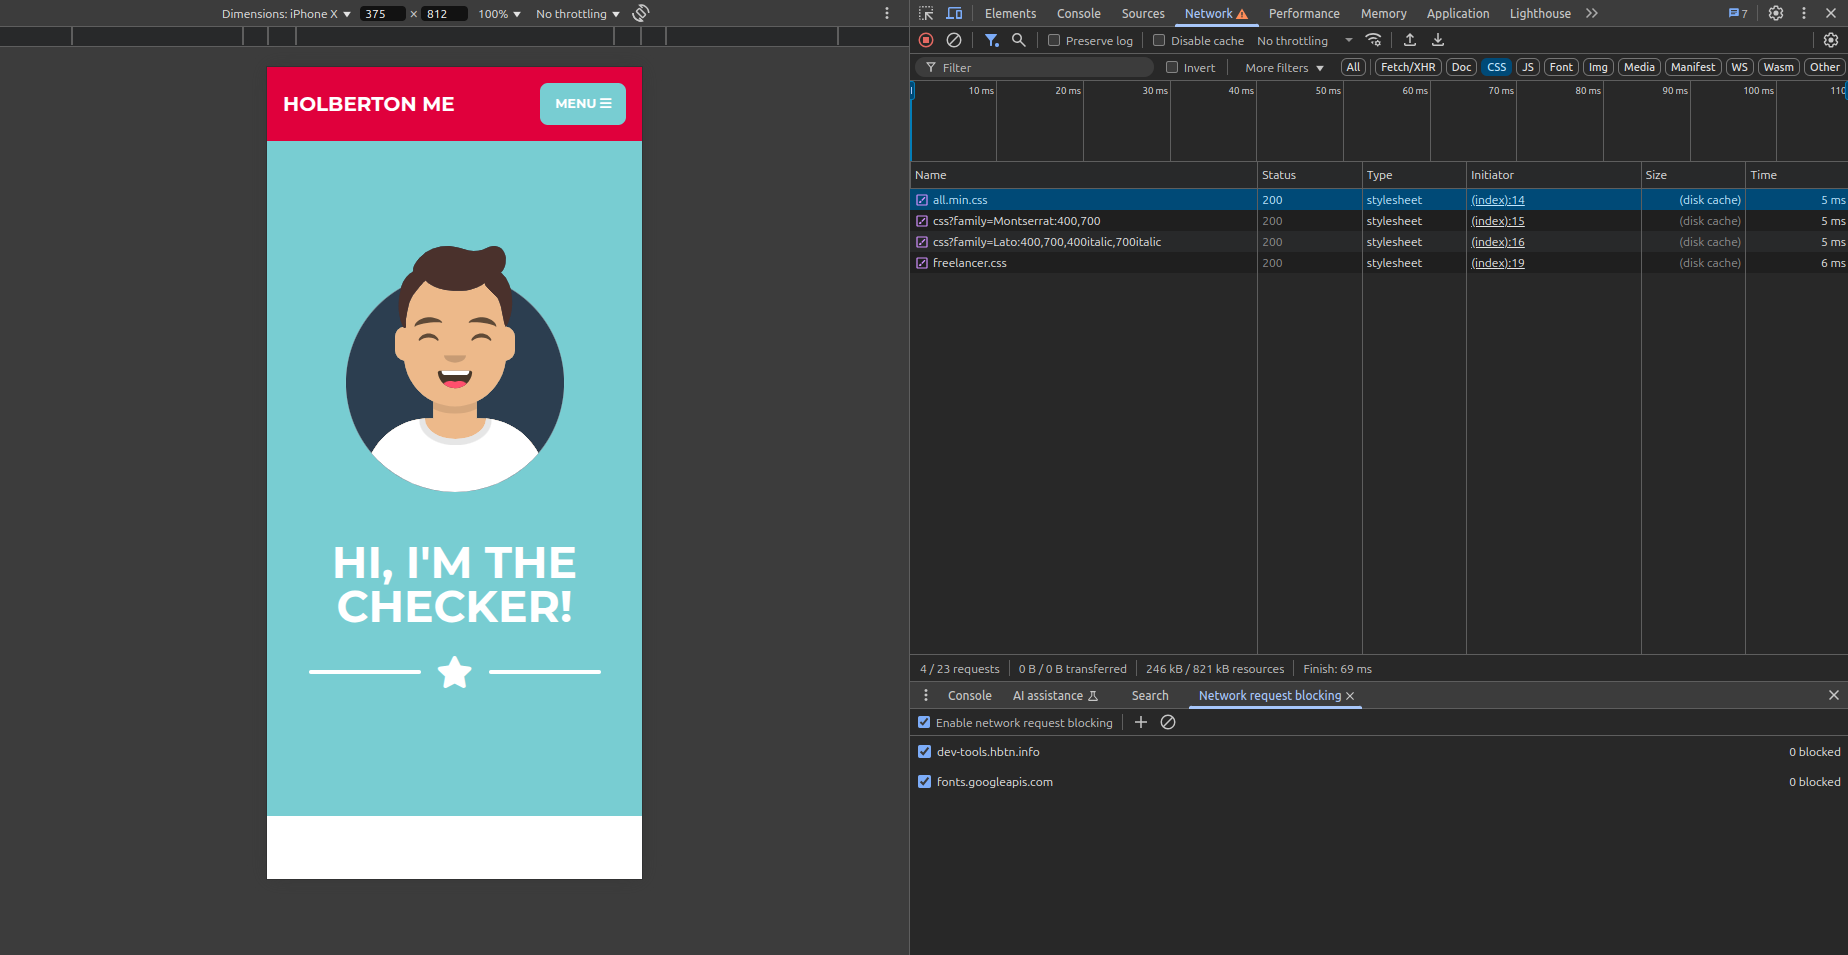 Dimensions: iPhone X 375 × 812 100% No throttling
HOLBERTON ME
MENU
HI, I'M THE
CHECKER!
Elements Console Sources Network Performance Memory Application Lighthouse 7
Preserve log Disable cache No throttling
Filter Invert More filters All Fetch/XHR Doc CSS JS Font Img Media Manifest WS Wasm Other
10 ms 20 ms 30 ms 40 ms 50 ms 60 ms 70 ms 80 ms 90 ms 100 ms 110
Name Status Type Initiator Size Time
all.min.css 200 stylesheet (index):14 (disk cache) 5 ms
css?family=Montserrat:400,700 200 stylesheet (index):15 (disk cache) 5 ms
css?family=Lato:400,700,400italic,700italic 200 stylesheet (index):16 (disk cache) 5 ms
freelancer.css 200 stylesheet (index):19 (disk cache) 6 ms
4 / 23 requests 0 B / 0 B transferred 246 kB / 821 kB resources Finish: 69 ms
Console AI assistance Search Network request blocking
Enable network request blocking
dev-tools.hbtn.info 0 blocked
fonts.googleapis.com 0 blocked